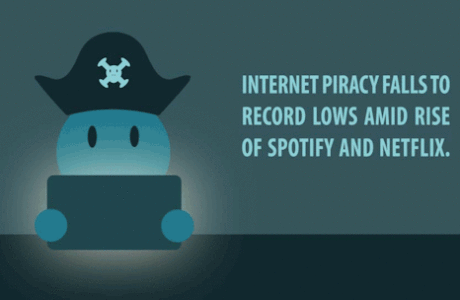 INTERNET PIRACY FALLS TO
RECORD LOWS AMID RISE
OF SPOTIFY AND NETFLIX.